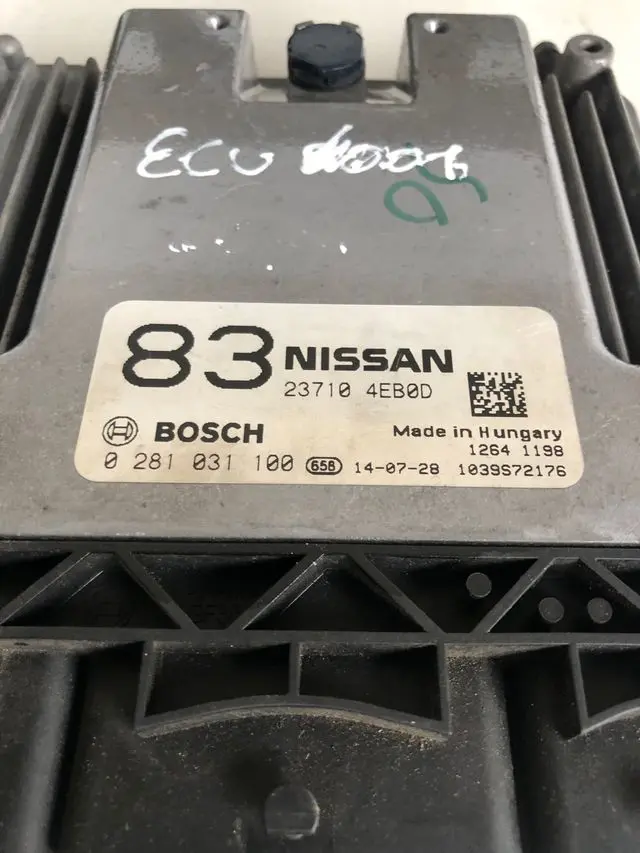 ECU
83 NISSAN
23710 4EB0D
BOSCH
Made in Hungary
1264 1198
0 281 031 100 656 14-07-28 1039S72176